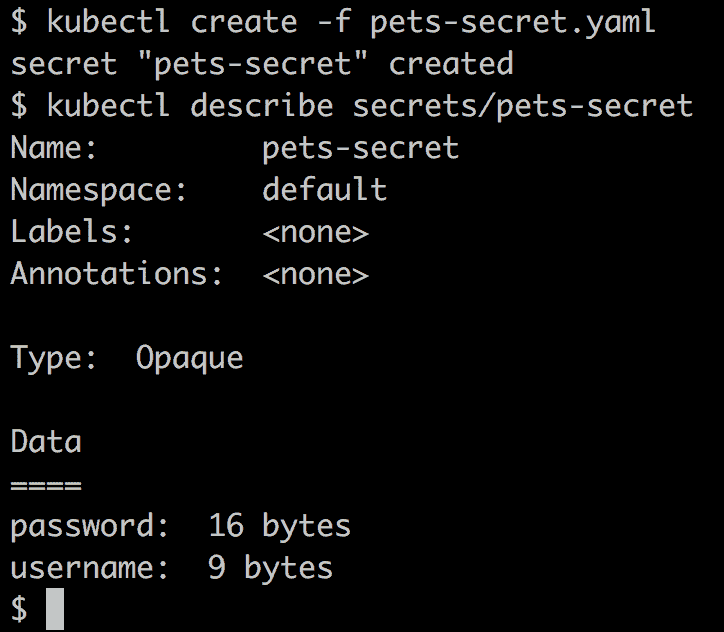 $ kubectl create -f pets-secret.yaml
secret "pets-secret" created
$ kubectl describe secrets/pets-secret
Name:         pets-secret
Namespace:    default
Labels:       <none>
Annotations:  <none>

Type:  Opaque

Data
====
password:  16 bytes
username:  9 bytes
$